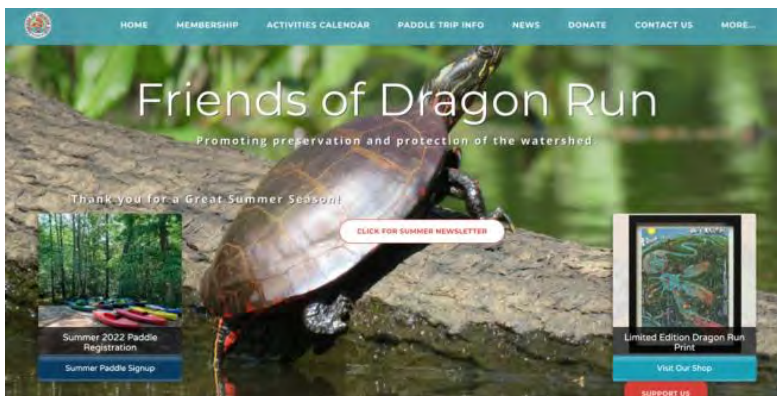 HOME MEMBERSHIP ACTIVITIES CALENDAR PADDLE TRIP INFO NEWS DONATE CONTACT US MORE...
Friends of Dragon Run
Promoting preservation and protection of the watershed
Thank you for a Great Summer Season!
CLICK FOR SUMMER NEWSLETTER
Summer 2022 Paddle
Registration
Summer Paddle Signup
Limited Edition Dragon Run
Print
Visit Our Shop
SUPPORT US